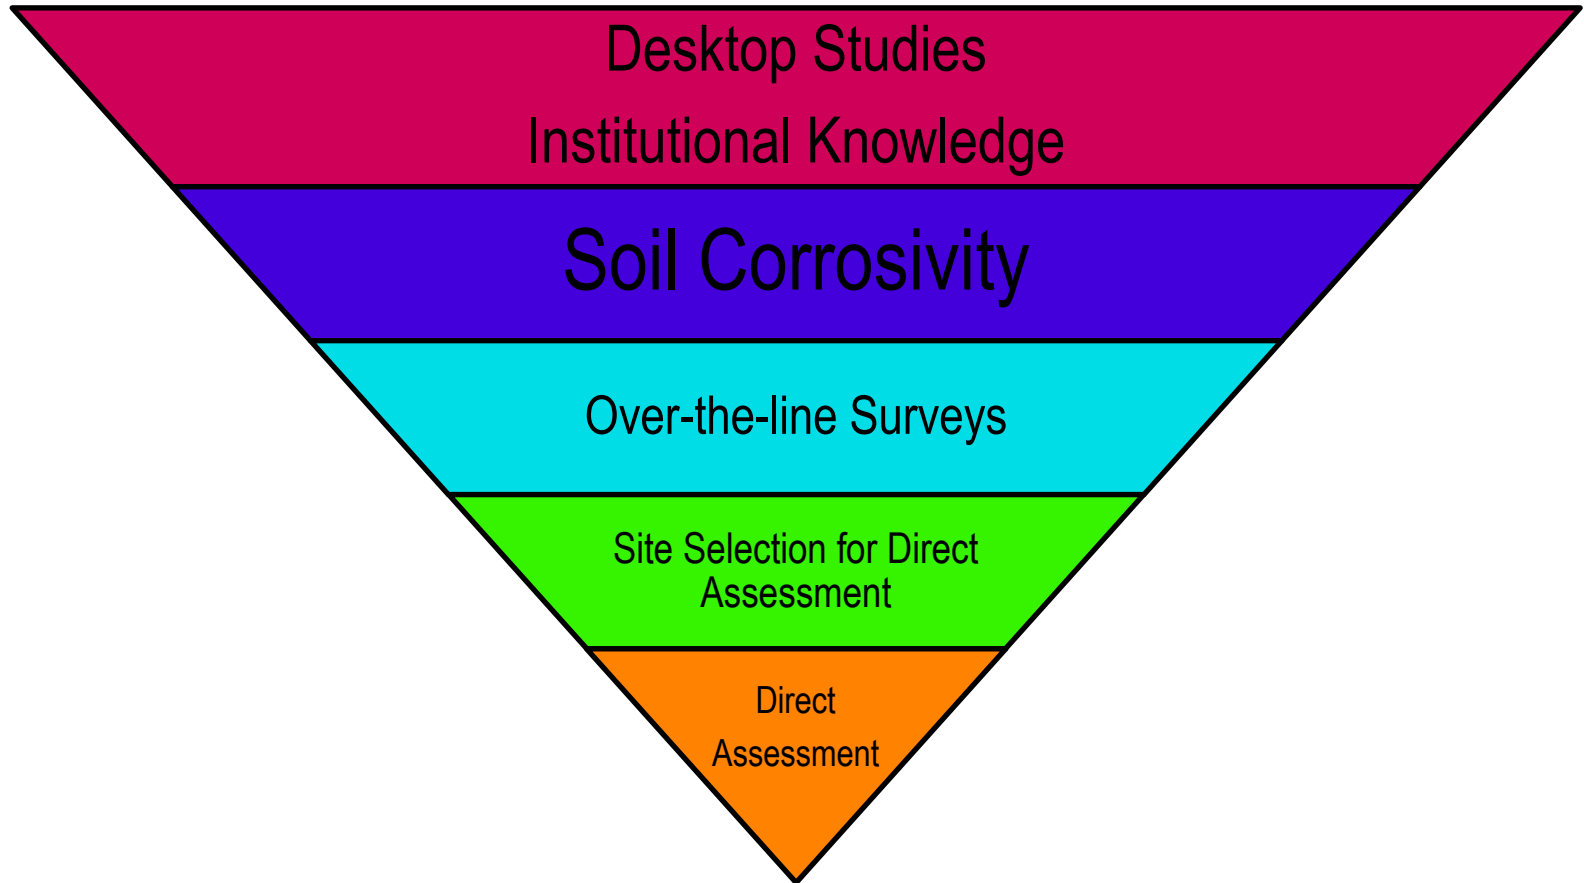 Desktop Studies
Institutional Knowledge
Soil Corrosivity
Over-the-line Surveys
Site Selection for Direct
Assessment
Direct
Assessment